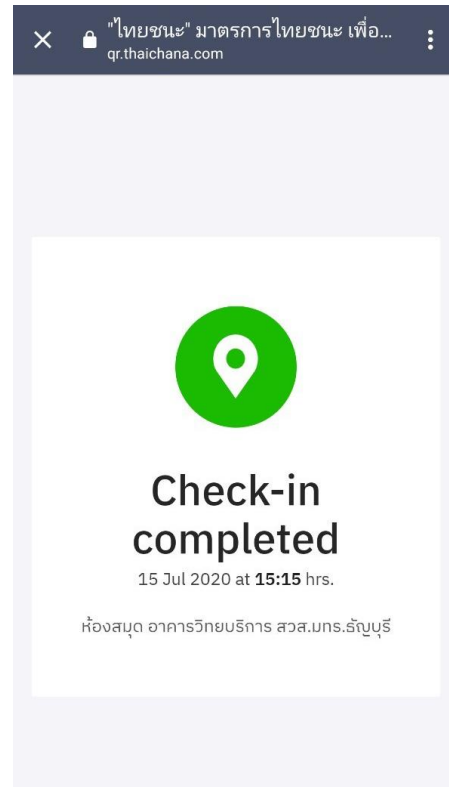 "ไทยชนะ" มาตรการไทยชนะ เพื่อ...
qr.thaichana.com
Check-in
completed
15 Jul 2020 at 15:15 hrs.
ห้องสมุด อาคารวิทยบริการ สวส.มทร.ธัญบุรี